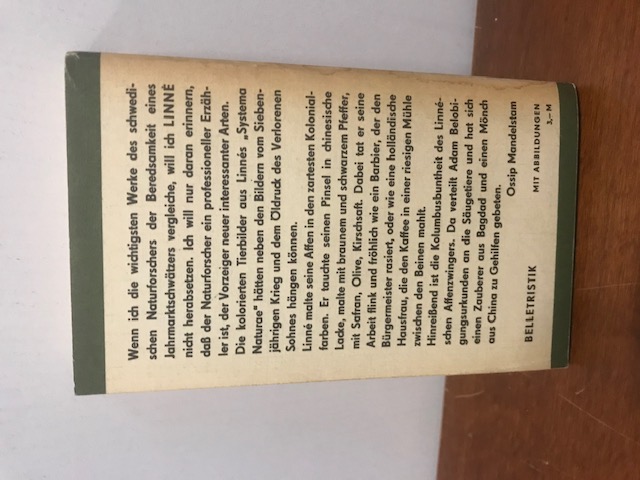 Wenn ich die wichtigsten Werke des schwedi-
schen Naturforschers der Beredsamkeit eines
Jahrmarktschwätzers vergleiche, will ich LINNÉ
nicht herabsetzen. Ich will nur daran erinnern,
daß der Naturforscher ein professioneller Erzäh-
ler ist, der Vorzeiger neuer interessanter Arten.
Die kolorierten Tierbilder aus Linnés „Systema
Naturae" hätten neben den Bildern vom Sieben-
jährigen Krieg und dem Öldruck des Verlorenen
Sohnes hängen können.
Linné malte seine Affen in den zartesten Kolonial-
farben. Er tauchte seinen Pinsel in chinesische
Lacke, malte mit braunem und schwarzem Pfeffer,
mit Safran, Olive, Kirschsaft. Dabei tat er seine
Arbeit flink und fröhlich wie ein Barbier, der den
Bürgermeister rasiert, oder wie eine holländische
Hausfrau, die den Kaffee in einer riesigen Mühle
zwischen den Beinen mahlt.
Hinreißend ist die Kolumbusbuntheit des Linné-
schen Affenzwingers. Da verteilt Adam Belobi-
gungsurkunden an die Säugetiere und hat sich
einen Zauberer aus Bagdad und einen Mönch
aus China zu Gehilfen gebeten.
Ossip Mandelstam
BELLETRISTIK
MIT ABBILDUNGEN
3,– M